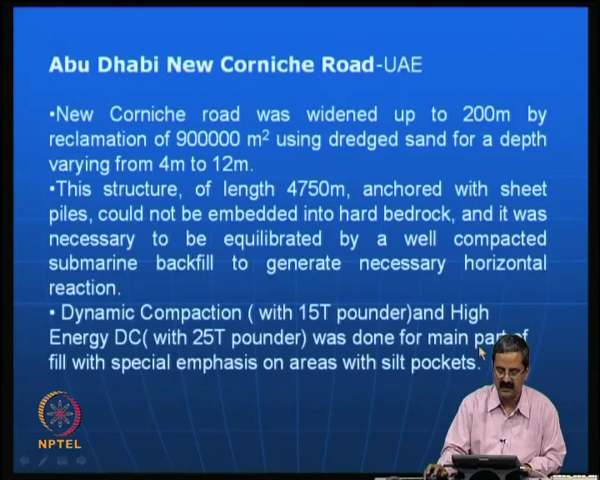 Abu Dhabi New Corniche Road-UAE
•New Corniche road was widened up to 200m by
reclamation of 900000 m² using dredged sand for a depth
varying from 4m to 12m.
•This structure, of length 4750m, anchored with sheet
piles, could not be embedded into hard bedrock, and it was
necessary to be equilibrated by a well compacted
submarine backfill to generate necessary horizontal
reaction.
• Dynamic Compaction ( with 15T pounder)and High
Energy DC( with 25T pounder) was done for main part of
fill with special emphasis on areas with silt pockets.
NPTEL